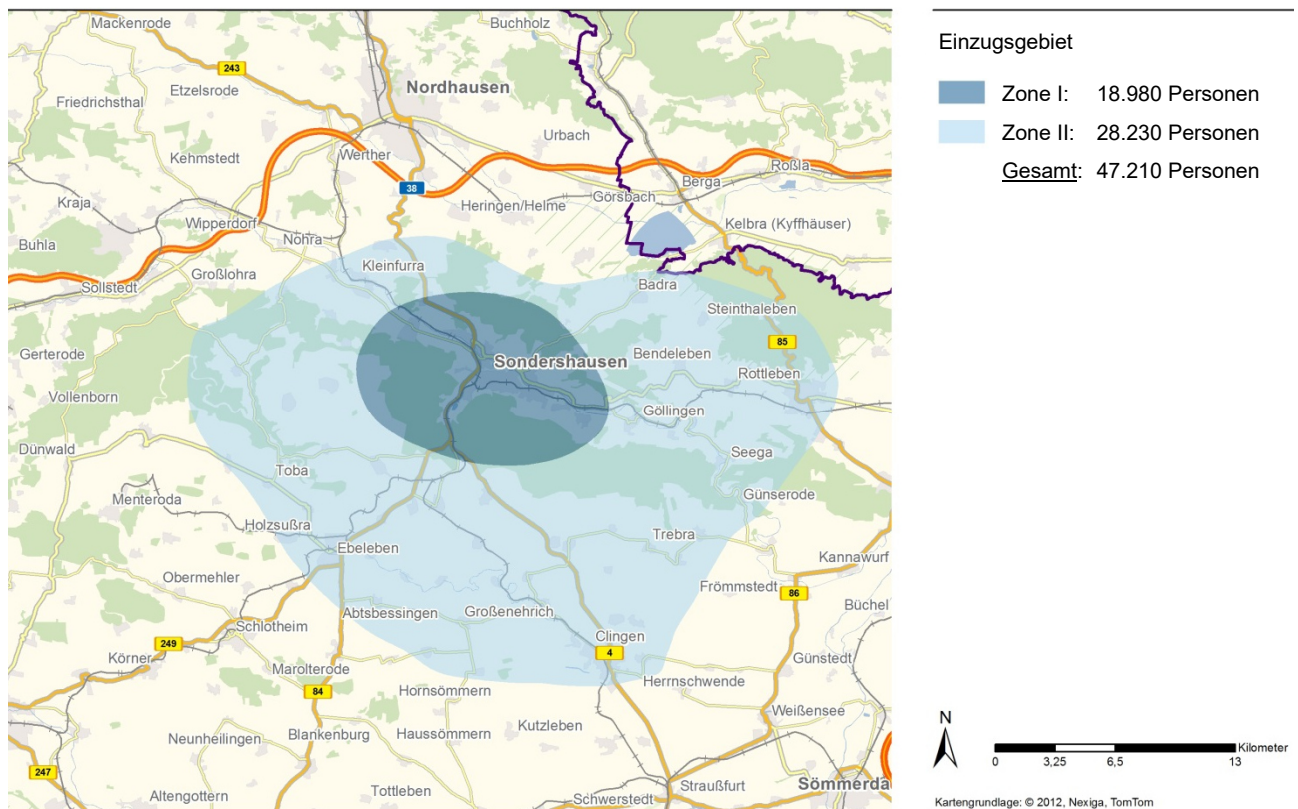 Mackenrode
Buchholz
243
Nordhausen
Etzelsrode
Friedrichsthal
Urbach
Kehmstedt
Werther
Roßla
Berga
38
Kraja
Heringen/Helme
Görsbach
Wipperdorf
Kelbra (Kyffhäuser)
Buhla
Nohra
Kleinfurra
Großlohra
Sollstedt
Badra
Steinthaleben
Gerterode
Sondershausen
Bendeleben
85
Rottleben
Vollenborn
Göllingen
Dünwald
Seega
Toba
Menteroda
Günserode
Holzsußra
Trebra
Ebeleben
Kannawurf
Obermehler
Frömmstedt
86
Büchel
Abtsbessingen
Großenehrich
Schlotheim
Clingen
249
4
Körner
Günstedt
Marolterode
Herrnschwende
84
Hornsömmern
Weißensee
Kutzleben
Neunheilingen
Blankenburg
Haussömmern
247
Straußfurt
Sömmerda
Altengottern
Tottleben
Schwerstedt
Einzugsgebiet
Zone I: 18.980 Personen
Zone II: 28.230 Personen
Gesamt: 47.210 Personen
N
Kilometer
0 3,25 6,5 13
Kartengrundlage: © 2012, Nexiga, TomTom